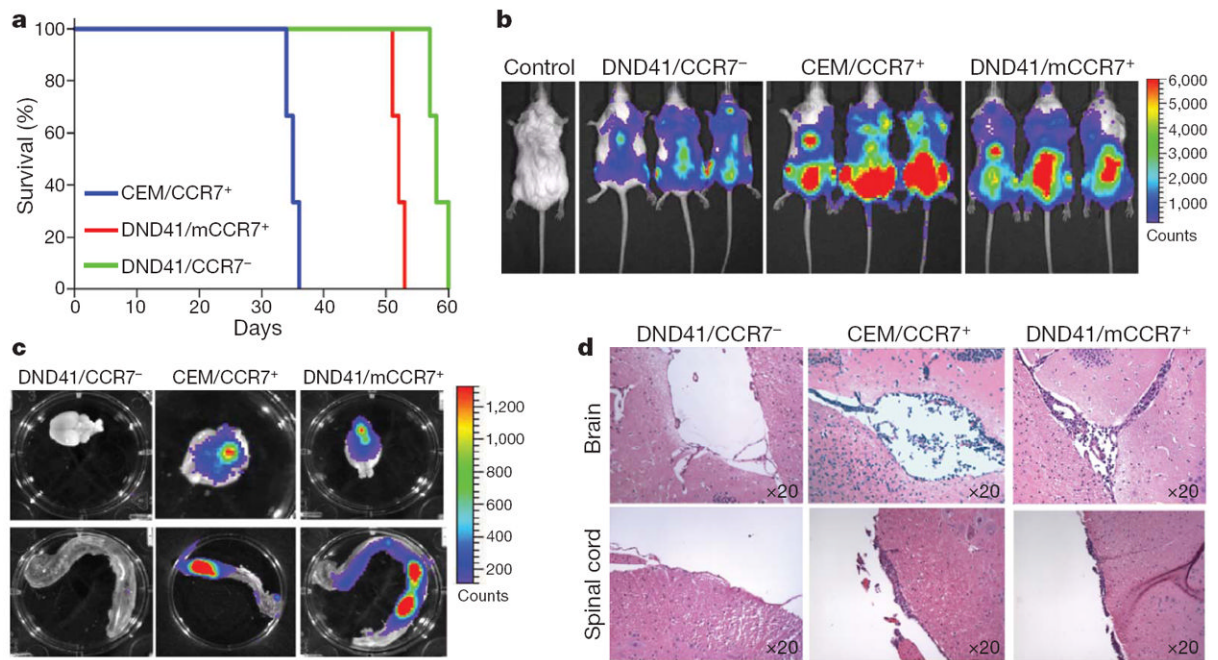 a
100
80
60
40
20
0
Survival (%)
CEM/CCR7⁺
DND41/mCCR7⁺
DND41/CCR7⁻
0 10 20 30 40 50 60
Days
b
Control DND41/CCR7⁻ CEM/CCR7⁺ DND41/mCCR7⁺
6,000
5,000
4,000
3,000
2,000
1,000
Counts
c
DND41/CCR7⁻ CEM/CCR7⁺ DND41/mCCR7⁺
1,200
1,000
800
600
400
200
Counts
d
DND41/CCR7⁻ CEM/CCR7⁺ DND41/mCCR7⁺
Brain
×20 ×20 ×20
Spinal cord
×20 ×20 ×20